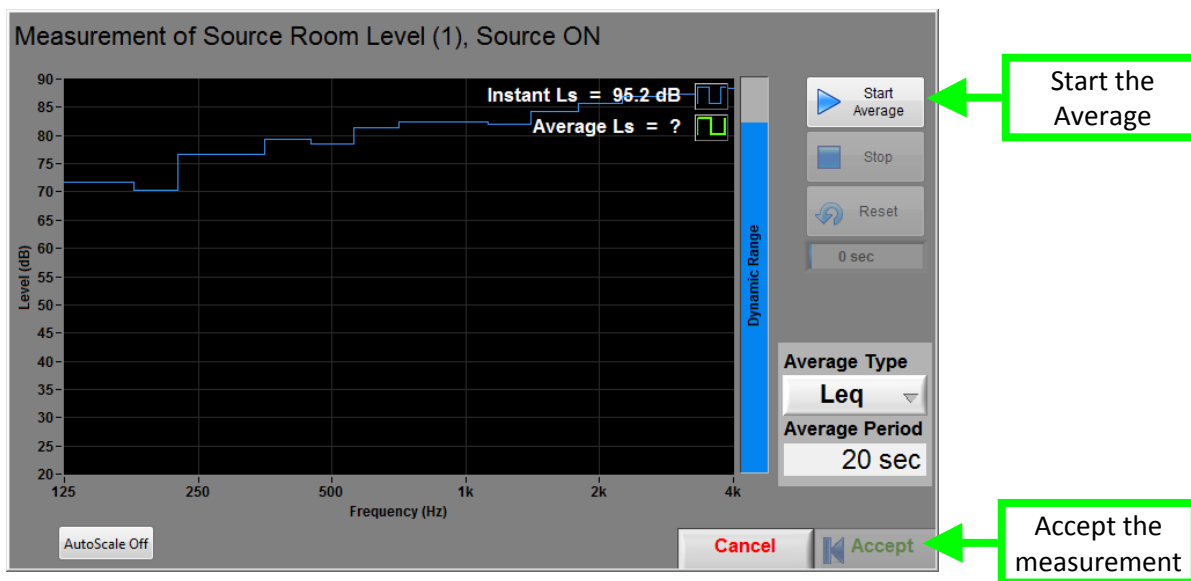 Measurement of Source Room Level (1), Source ON
90
85
80
75
70
65
60
55
50
45
40
35
30
25
20
Level (dB)
Instant Ls = 95.2 dB
Average Ls = ?
125
250
500
1k
2k
4k
Frequency (Hz)
Dynamic Range
Start
Average
Stop
Reset
0 sec
Average Type
Leq
Average Period
20 sec
AutoScale Off
Cancel
Accept
Start the
Average
Accept the
measurement